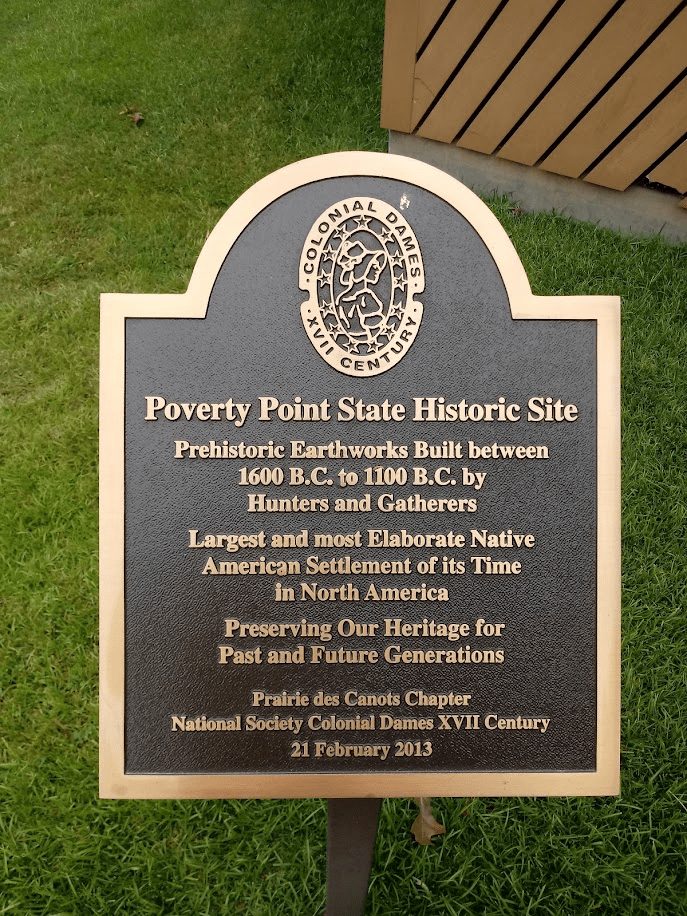 COLONIAL DAMES
· XVII CENTURY ·
Poverty Point State Historic Site
Prehistoric Earthworks Built between
1600 B.C. to 1100 B.C. by
Hunters and Gatherers
Largest and most Elaborate Native
American Settlement of its Time
in North America
Preserving Our Heritage for
Past and Future Generations
Prairie des Canots Chapter
National Society Colonial Dames XVII Century
21 February 2013